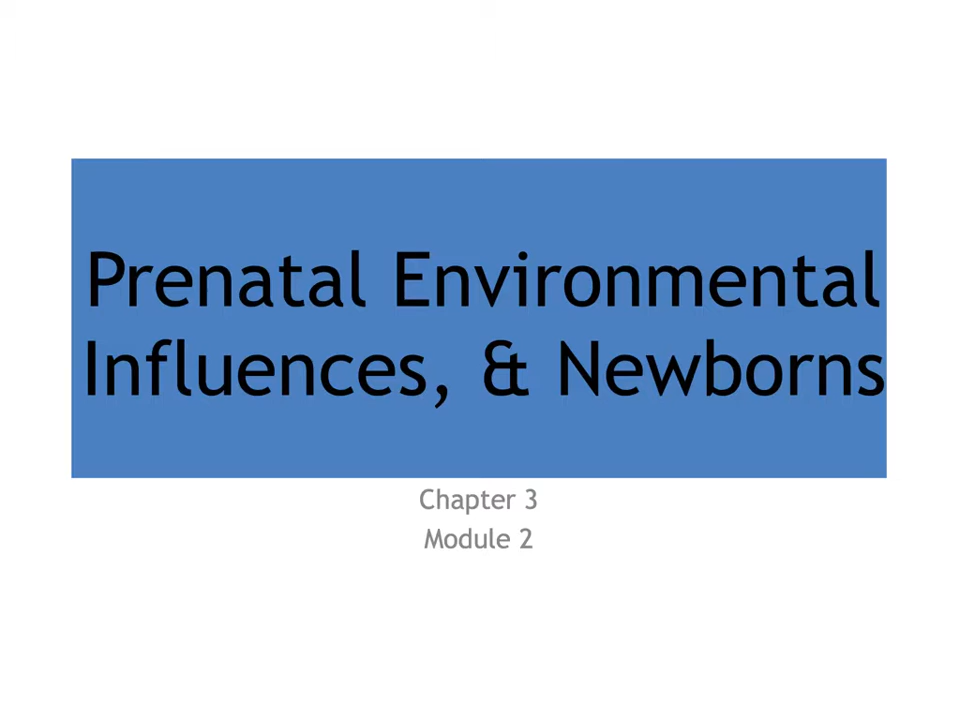 Prenatal Environmental
Influences, & Newborns
Chapter 3
Module 2